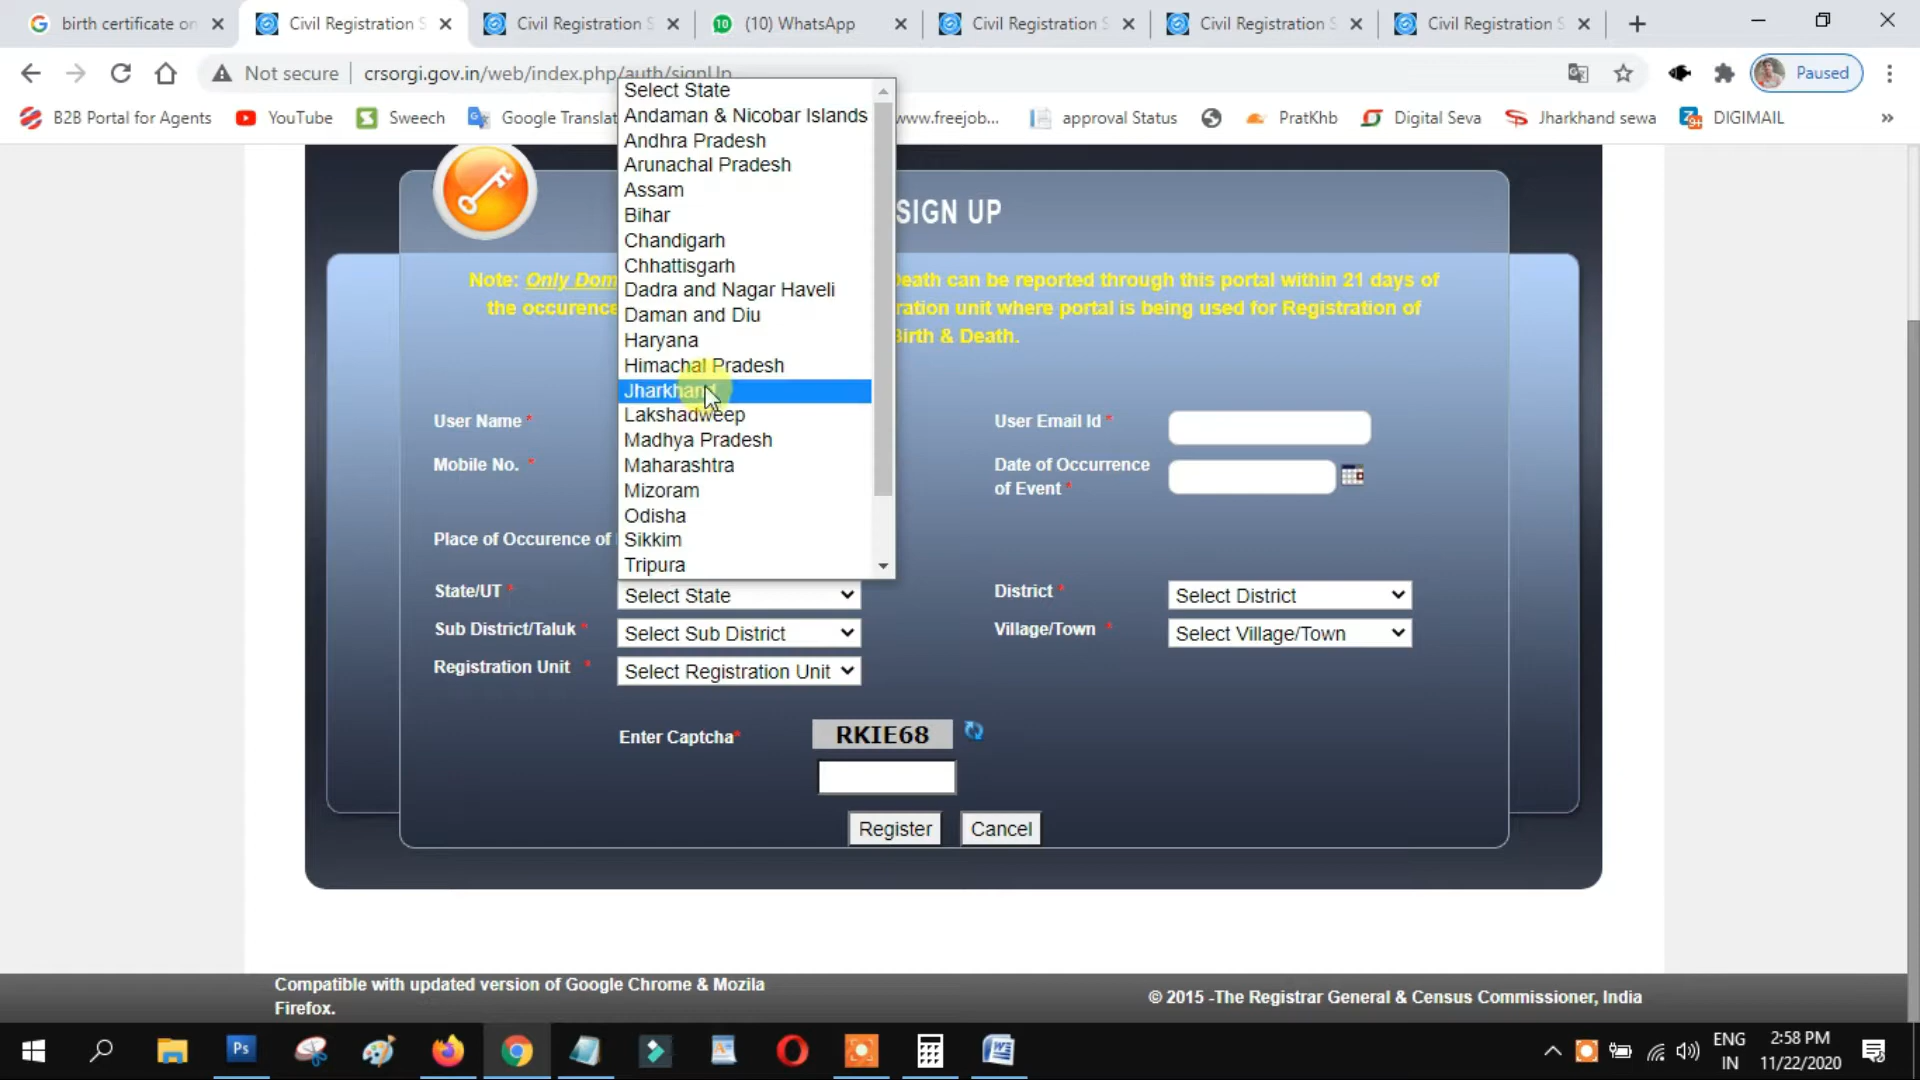 birth certificate on
Civil Registration S
Civil Registration S
10
(10) WhatsApp
Civil Registration S
Civil Registration S
Civil Registration S
Not secure
crsorgi.gov.in/web/index.php/auth/signUp
Paused
B2B Portal for Agents
YouTube
Sweech
Google Translat
www.freejob...
approval Status
PratKhb
Digital Seva
Jharkhand sewa
DIGIMAIL
»
SIGN UP
Note: Only Dom
Death can be reported through this portal within 21 days of
the occurence
ration unit where portal is being used for Registration of
Birth & Death.
Select State
Andaman & Nicobar Islands
Andhra Pradesh
Arunachal Pradesh
Assam
Bihar
Chandigarh
Chhattisgarh
Dadra and Nagar Haveli
Daman and Diu
Haryana
Himachal Pradesh
Jharkhand
Lakshadweep
Madhya Pradesh
Maharashtra
Mizoram
Odisha
Sikkim
Tripura
User Name *
User Email Id *
Mobile No. *
Date of Occurrence
of Event *
Place of Occurence of
State/UT *
Select State
District *
Select District
Sub District/Taluk *
Select Sub District
Village/Town *
Select Village/Town
Registration Unit *
Select Registration Unit
Enter Captcha*
RKIE68
Register
Cancel
Compatible with updated version of Google Chrome & Mozila
Firefox.
© 2015 -The Registrar General & Census Commissioner, India
Ps
ENG
IN
2:58 PM
11/22/2020